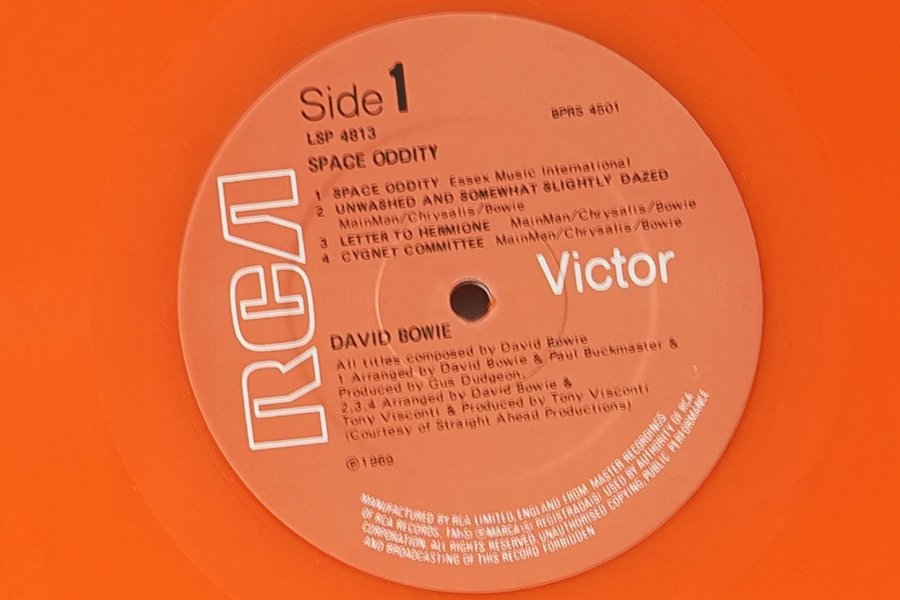 Side 1
LSP 4813
BPRS 4501
SPACE ODDITY
1 SPACE ODDITY Essex Music International
2 UNWASHED AND SOMEWHAT SLIGHTLY DAZED
MainMan/Chrysalis/Bowie
3 LETTER TO HERMIONE MainMan/Chrysalis/Bowie
4 CYGNET COMMITTEE MainMan/Chrysalis/Bowie
RCA
Victor
DAVID BOWIE
All titles composed by David Bowie
1 Arranged by David Bowie & Paul Buckmaster &
Produced by Gus Dudgeon.
2,3,4 Arranged by David Bowie &
Tony Visconti & Produced by Tony Visconti
(Courtesy of Straight Ahead Productions)
℗1969
MANUFACTURED BY RCA LIMITED, ENGLAND, FROM MASTER RECORDINGS
OF RCA RECORDS. TM(S) ® MARCA(S) REGISTRADA(S) USED BY AUTHORITY OF RCA
CORPORATION. ALL RIGHTS RESERVED. UNAUTHORISED COPYING PUBLIC PERFORMANCE
AND BROADCASTING OF THIS RECORD FORBIDDEN